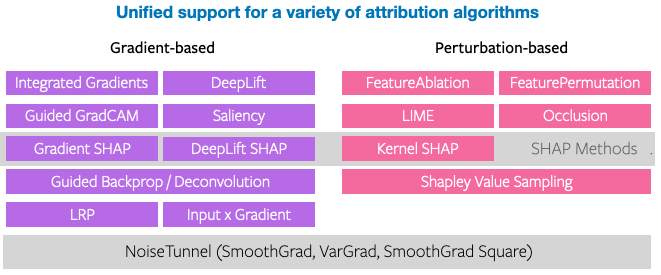 Unified support for a variety of attribution algorithms
Gradient-based Perturbation-based
Integrated Gradients DeepLift FeatureAblation FeaturePermutation
Guided GradCAM Saliency LIME Occlusion
Gradient SHAP DeepLift SHAP Kernel SHAP SHAP Methods .
Guided Backprop / Deconvolution Shapley Value Sampling
LRP Input x Gradient
NoiseTunnel (SmoothGrad, VarGrad, SmoothGrad Square)